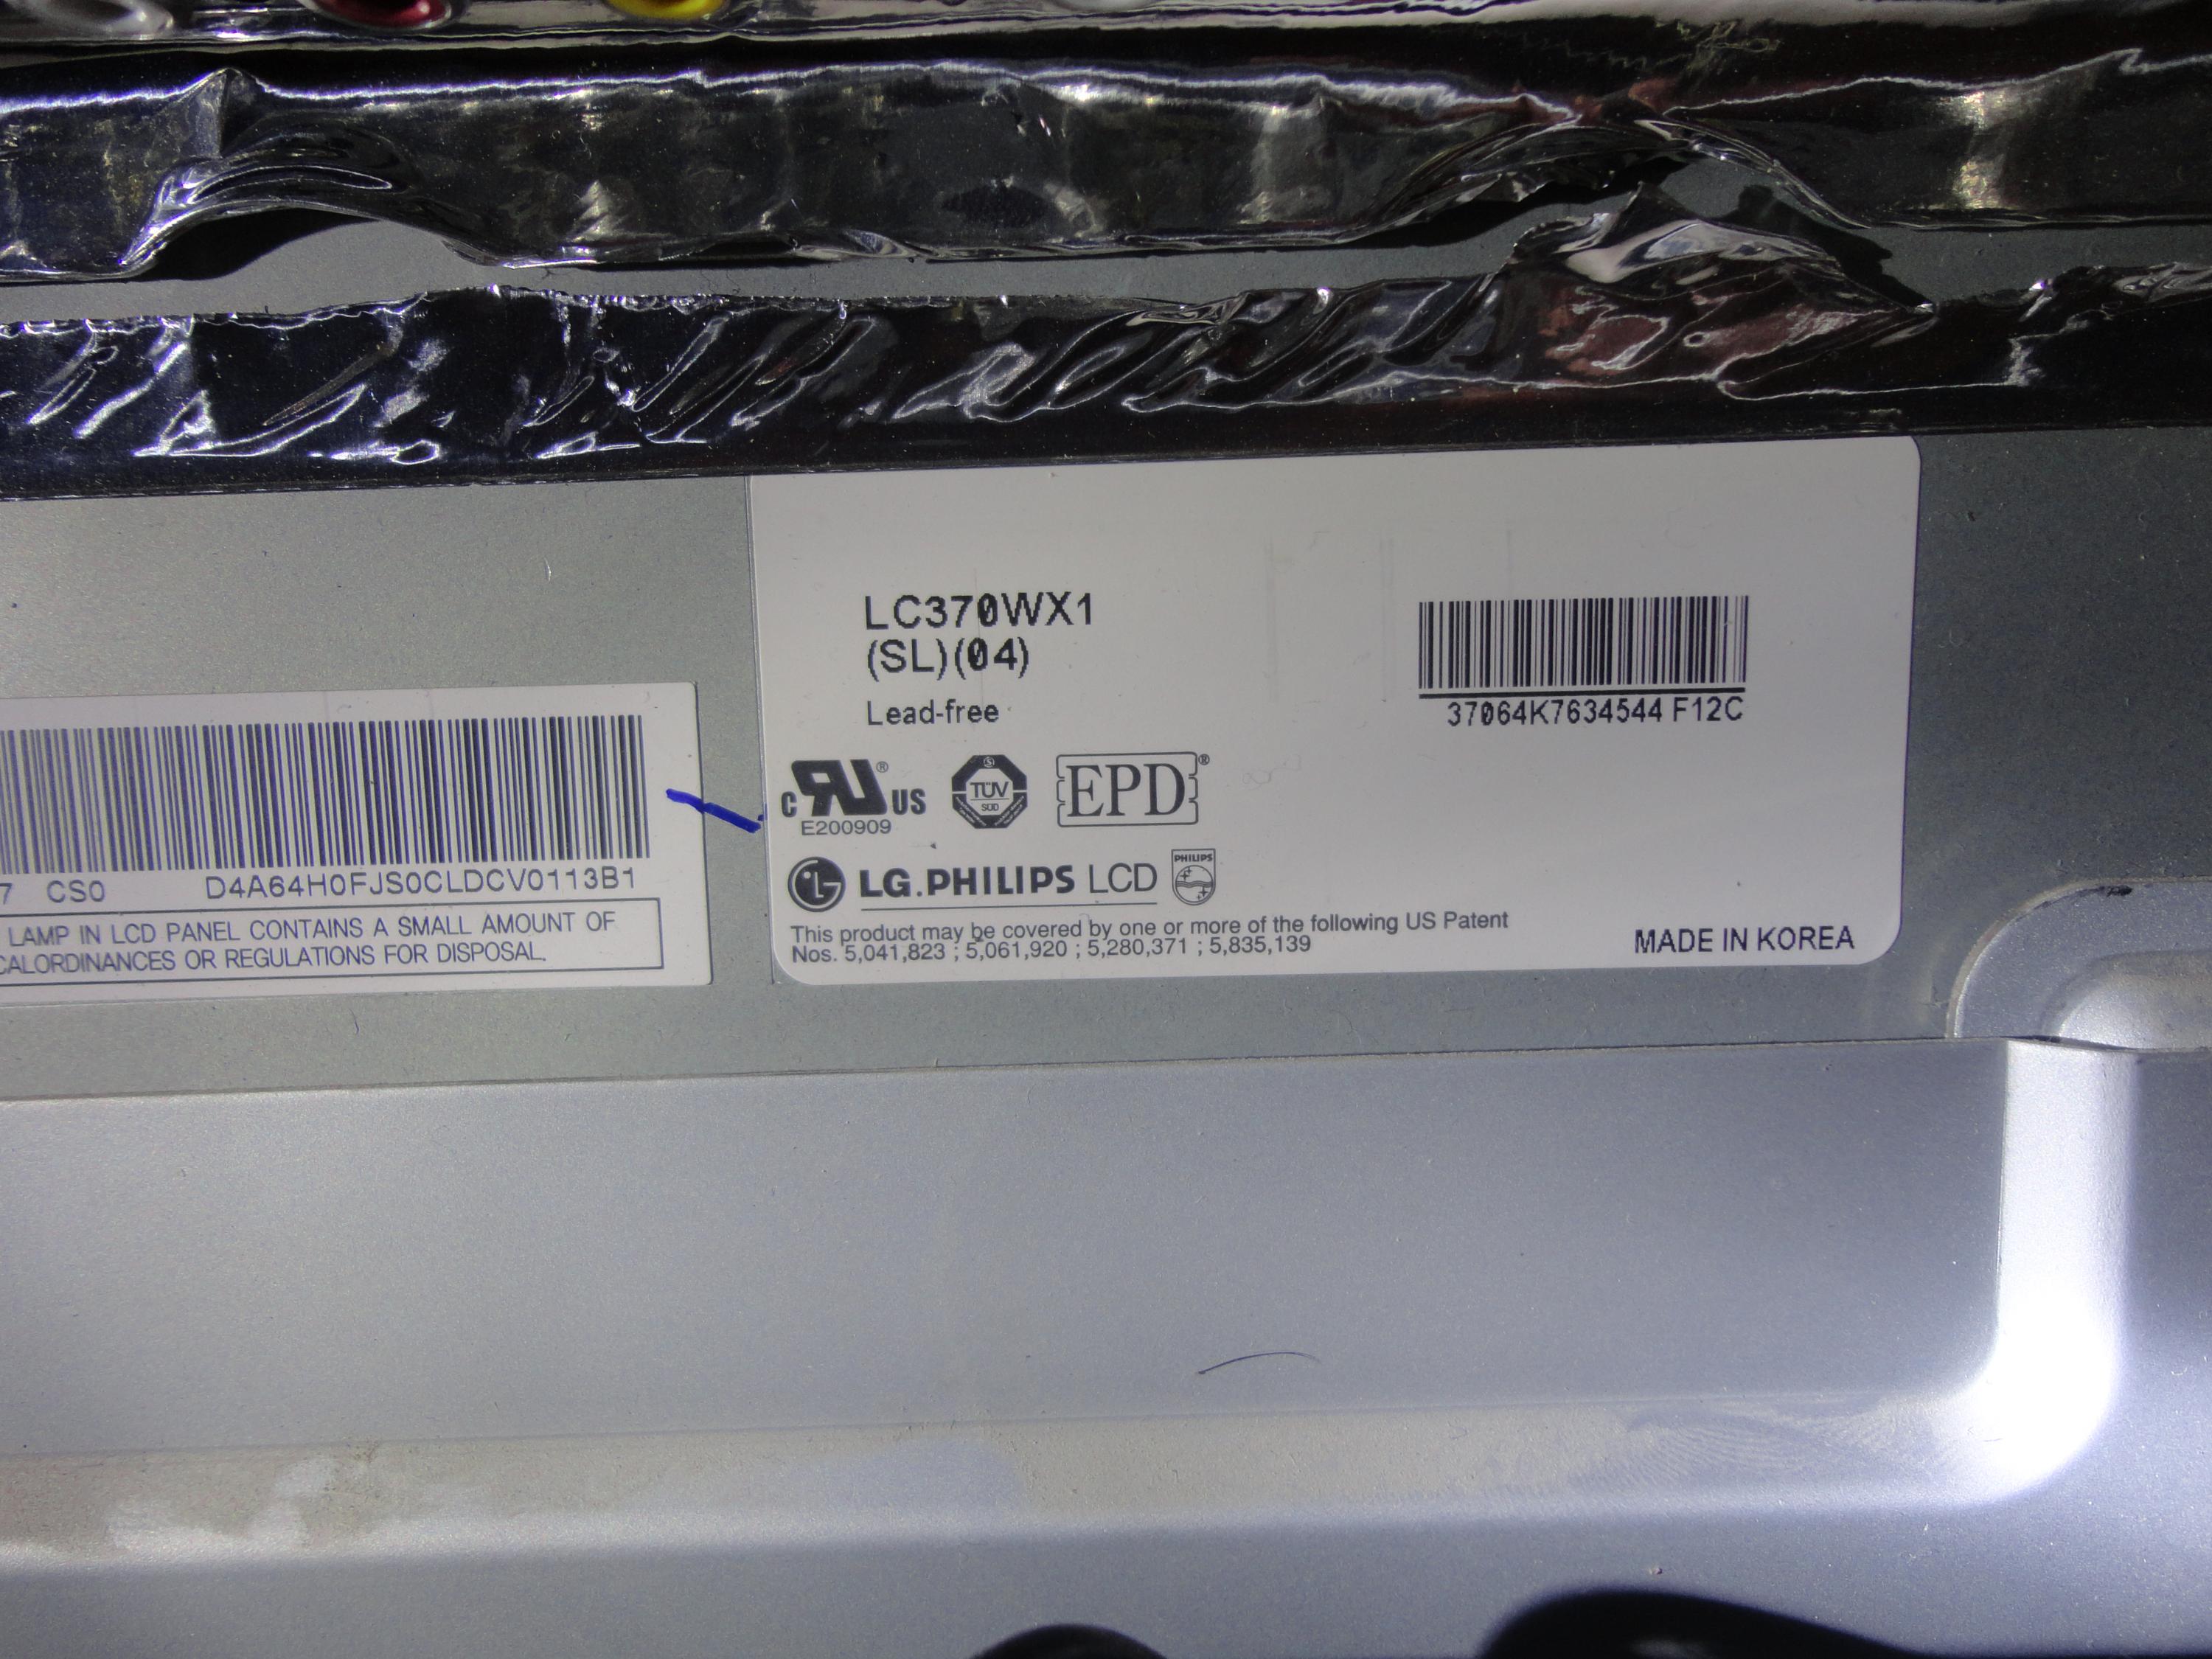 LC370WX1
(SL)(04)
Lead-free
37064K7634544 F12C
c RU ® US
E200909
TÜV
SÜD
EPD ®
LG.PHILIPS LCD
PHILIPS
This product may be covered by one or more of the following US Patent
Nos. 5,041,823 ; 5,061,920 ; 5,280,371 ; 5,835,139
MADE IN KOREA
7 CS0 D4A64H0FJS0CLDCV0113B1
LAMP IN LCD PANEL CONTAINS A SMALL AMOUNT OF
CALORDINANCES OR REGULATIONS FOR DISPOSAL.